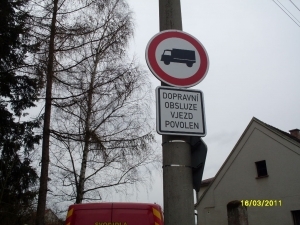 DOPRAVNÍ
OBSLUZE
VJEZD
POVOLEN
16/03/2011